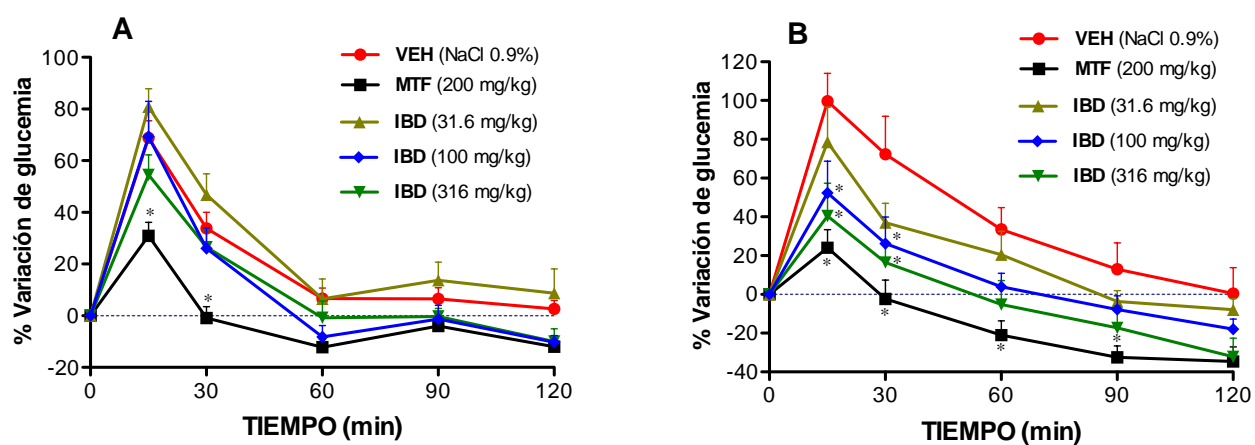 A
VEH (NaCl 0.9%)
MTF (200 mg/kg)
IBD (31.6 mg/kg)
IBD (100 mg/kg)
IBD (316 mg/kg)
% Variación de glucemia
100
80
60
40
20
0
-20
0
30
60
90
120
*
*
TIEMPO (min)
B
VEH (NaCl 0.9%)
MTF (200 mg/kg)
IBD (31.6 mg/kg)
IBD (100 mg/kg)
IBD (316 mg/kg)
% Variación de glucemia
120
100
80
60
40
20
0
-20
-40
0
30
60
90
120
*
*
*
*
*
*
*
*
TIEMPO (min)